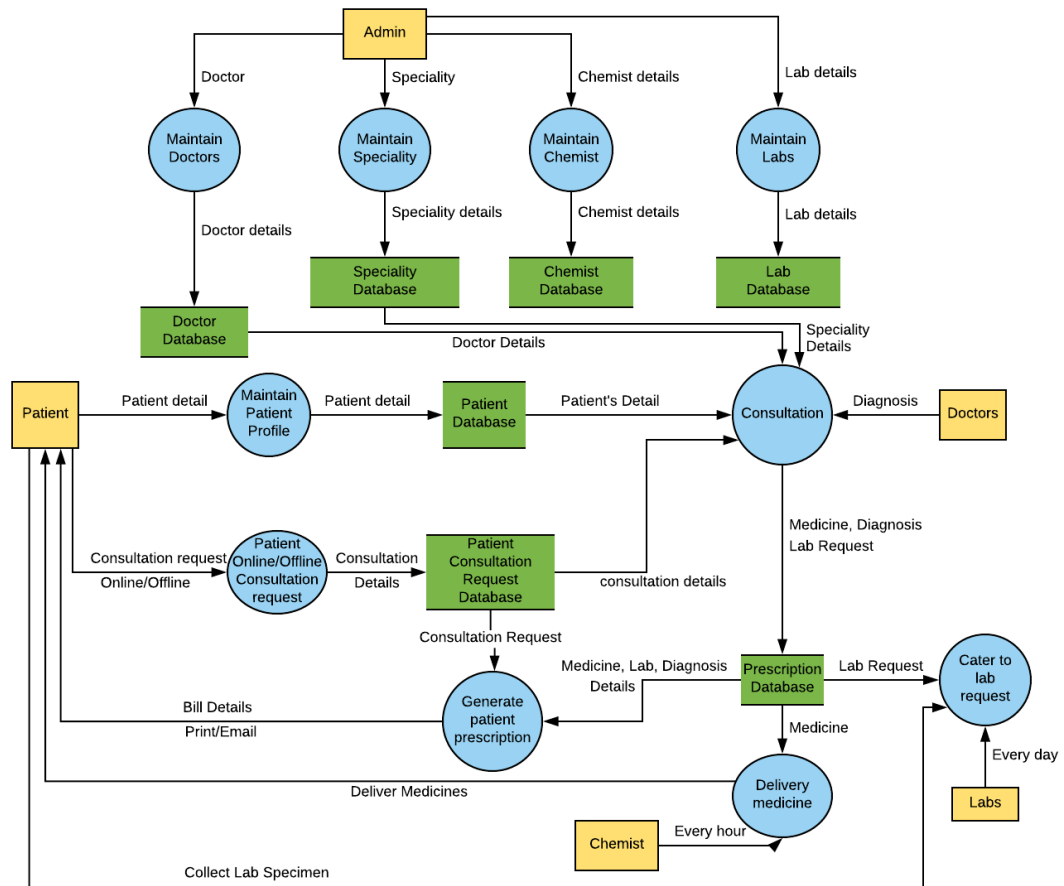 Admin
Doctor
Speciality
Chemist details
Lab details
Maintain
Doctors
Maintain
Speciality
Maintain
Chemist
Maintain
Labs
Doctor details
Speciality details
Chemist details
Lab details
Speciality
Database
Chemist
Database
Lab
Database
Doctor
Database
Doctor Details
Speciality
Details
Patient
Patient detail
Maintain
Patient
Profile
Patient detail
Patient
Database
Patient's Detail
Consultation
Diagnosis
Doctors
Medicine, Diagnosis
Lab Request
Consultation request
Online/Offline
Patient
Online/Offline
Consultation
request
Consultation
Details
Patient
Consultation
Request
Database
consultation details
Consultation Request
Medicine, Lab, Diagnosis
Details
Prescription
Database
Lab Request
Cater to
lab
request
Bill Details
Print/Email
Generate
patient
prescription
Medicine
Every day
Deliver Medicines
Delivery
medicine
Labs
Chemist
Every hour
Collect Lab Specimen